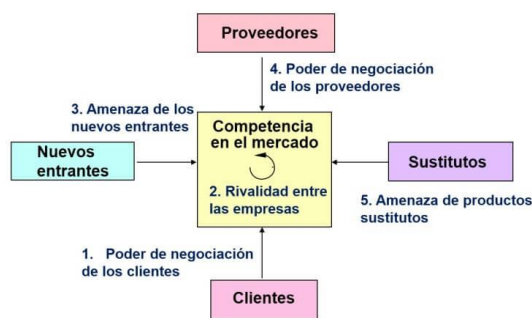 Proveedores
4. Poder de negociación
de los proveedores
3. Amenaza de los
nuevos entrantes
Competencia
en el mercado
Nuevos
entrantes
2. Rivalidad entre
las empresas
Sustitutos
5. Amenaza de productos
sustitutos
1. Poder de negociación
de los clientes
Clientes